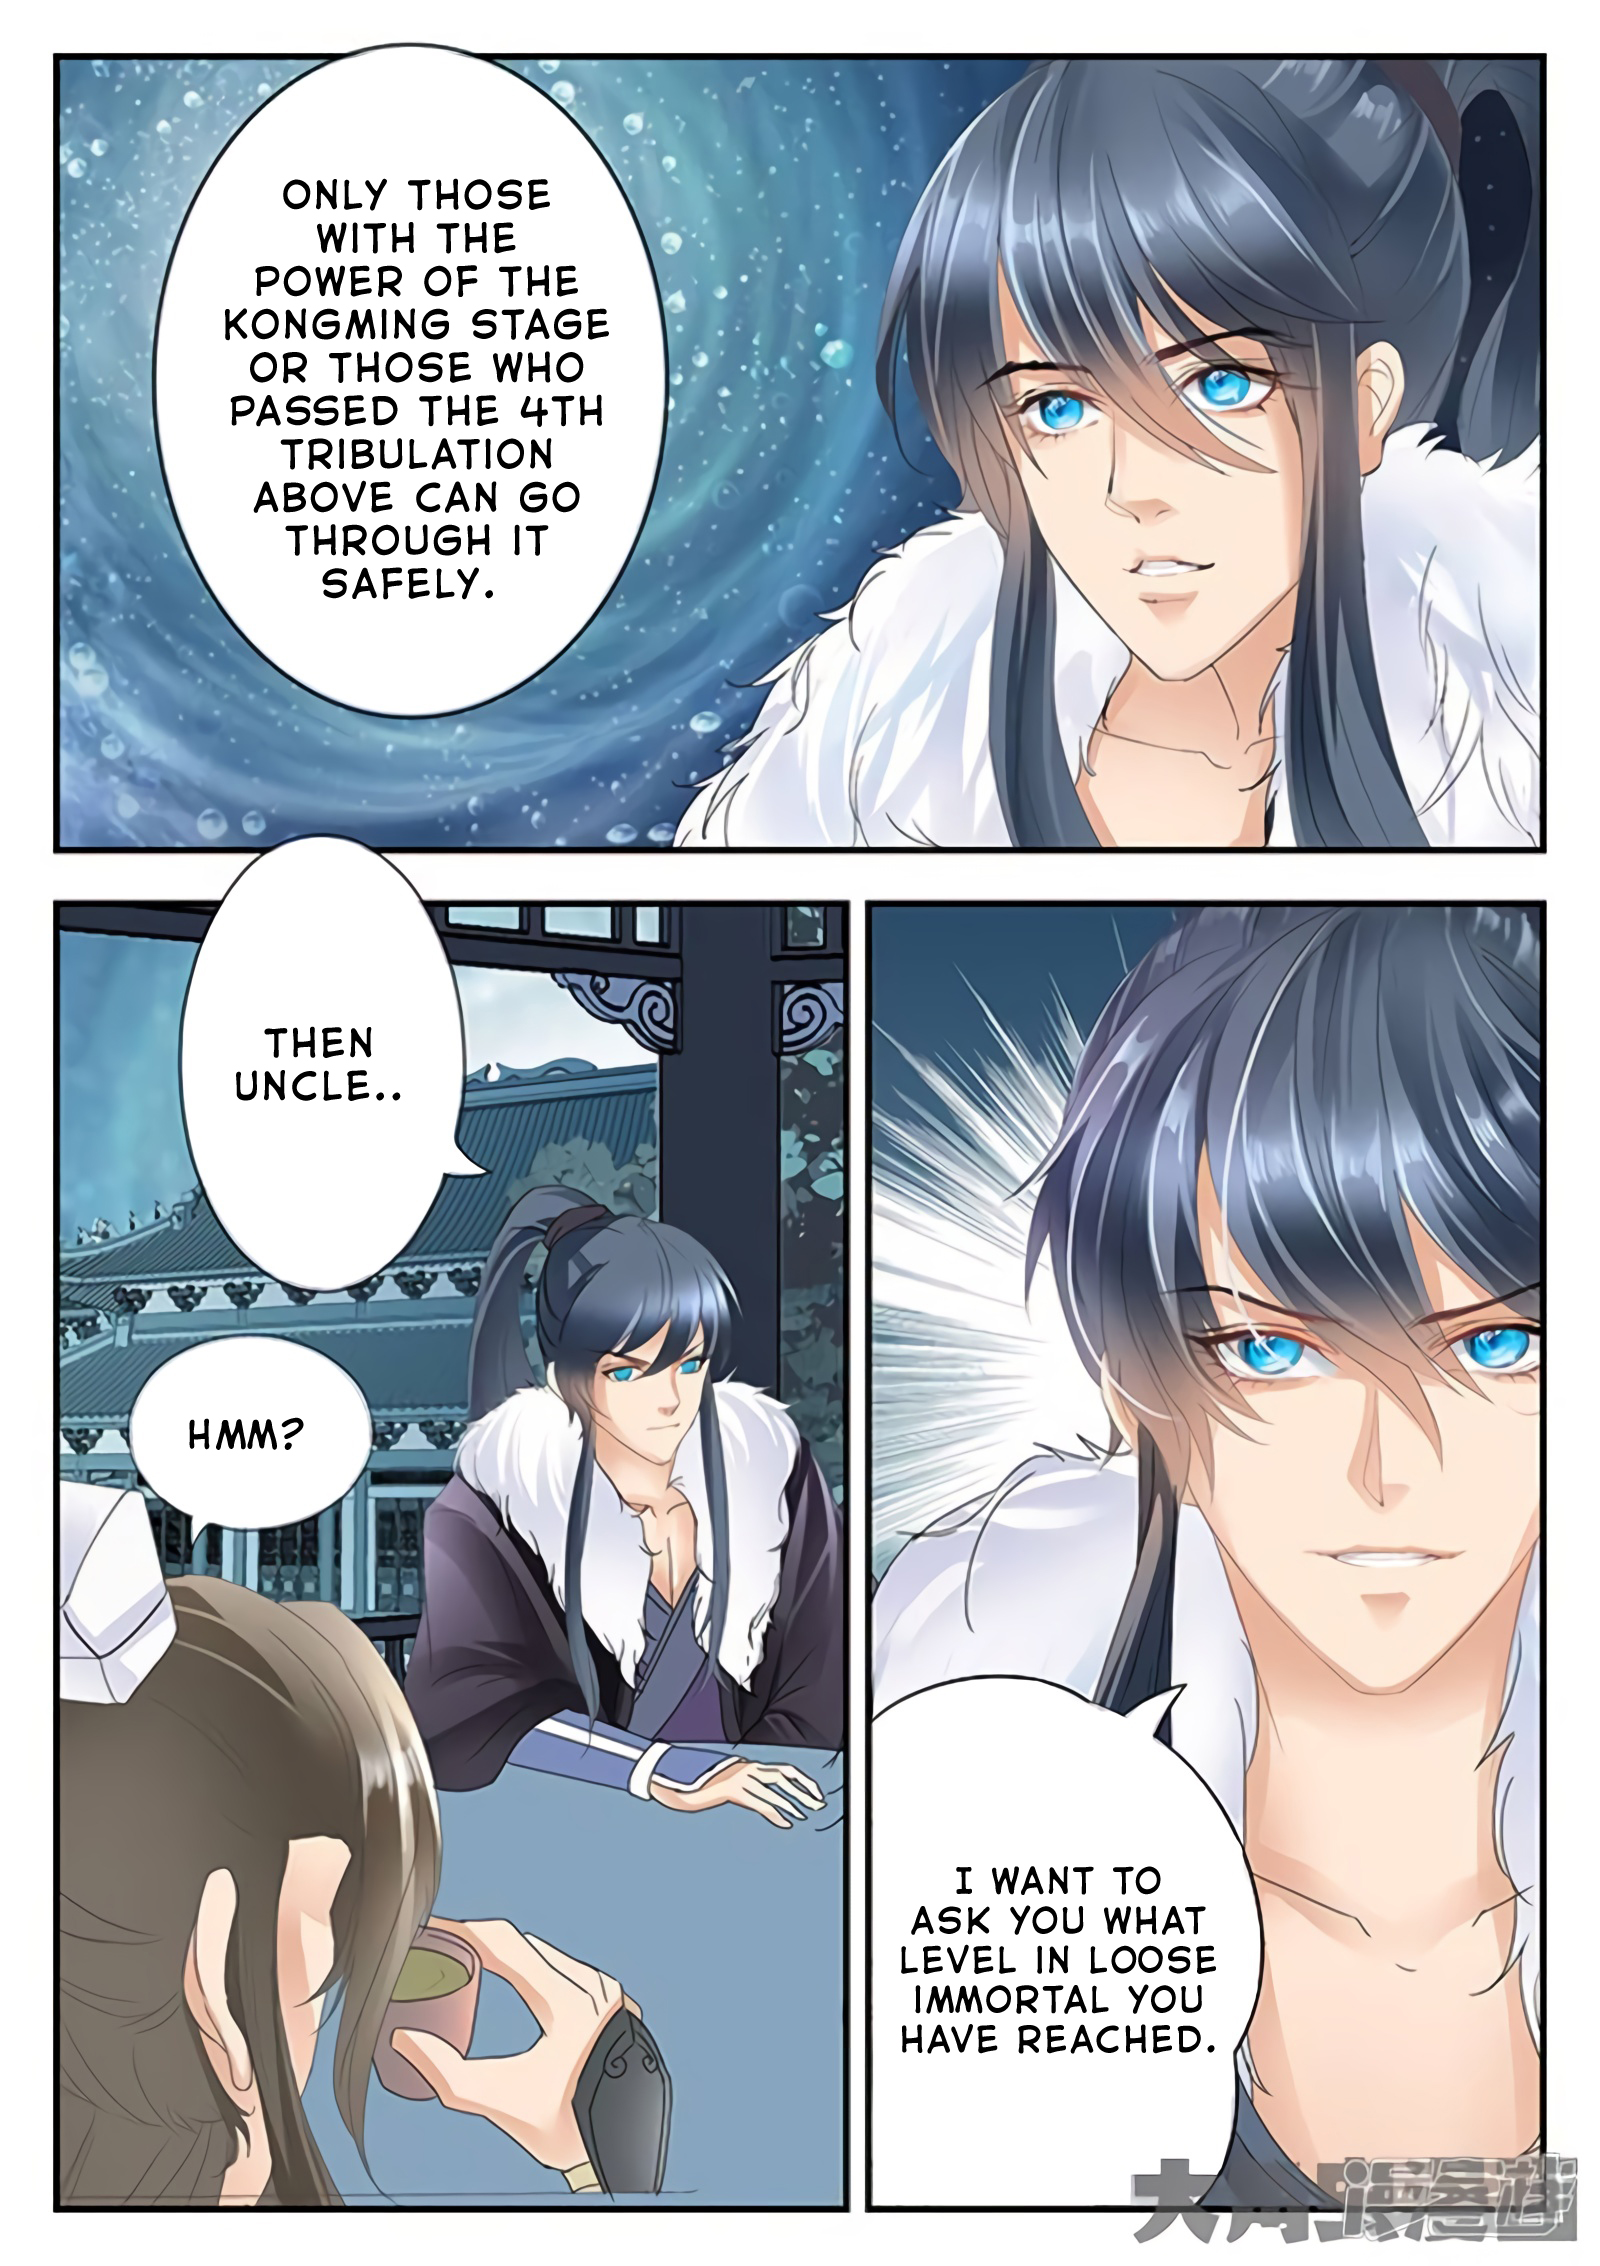 ONLY THOSE
WITH THE
POWER OF THE
KONGMING STAGE
OR THOSE WHO
PASSED THE 4TH
TRIBULATION
ABOVE CAN GO
THROUGH IT
SAFELY.
THEN
UNCLE..
HMM?
I WANT TO
ASK YOU WHAT
LEVEL IN LOOSE
IMMORTAL YOU
HAVE REACHED.